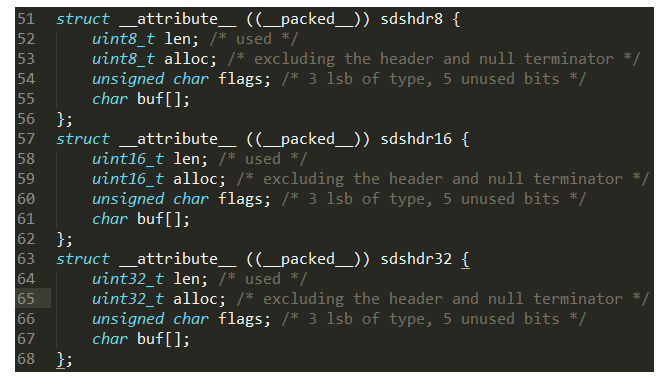 51 struct __attribute__ ((__packed__)) sdshdr8 {
52 uint8_t len; /* used */
53 uint8_t alloc; /* excluding the header and null terminator */
54 unsigned char flags; /* 3 lsb of type, 5 unused bits */
55 char buf[];
56 };
57 struct __attribute__ ((__packed__)) sdshdr16 {
58 uint16_t len; /* used */
59 uint16_t alloc; /* excluding the header and null terminator */
60 unsigned char flags; /* 3 lsb of type, 5 unused bits */
61 char buf[];
62 };
63 struct __attribute__ ((__packed__)) sdshdr32 {
64 uint32_t len; /* used */
65 uint32_t alloc; /* excluding the header and null terminator */
66 unsigned char flags; /* 3 lsb of type, 5 unused bits */
67 char buf[];
68 };